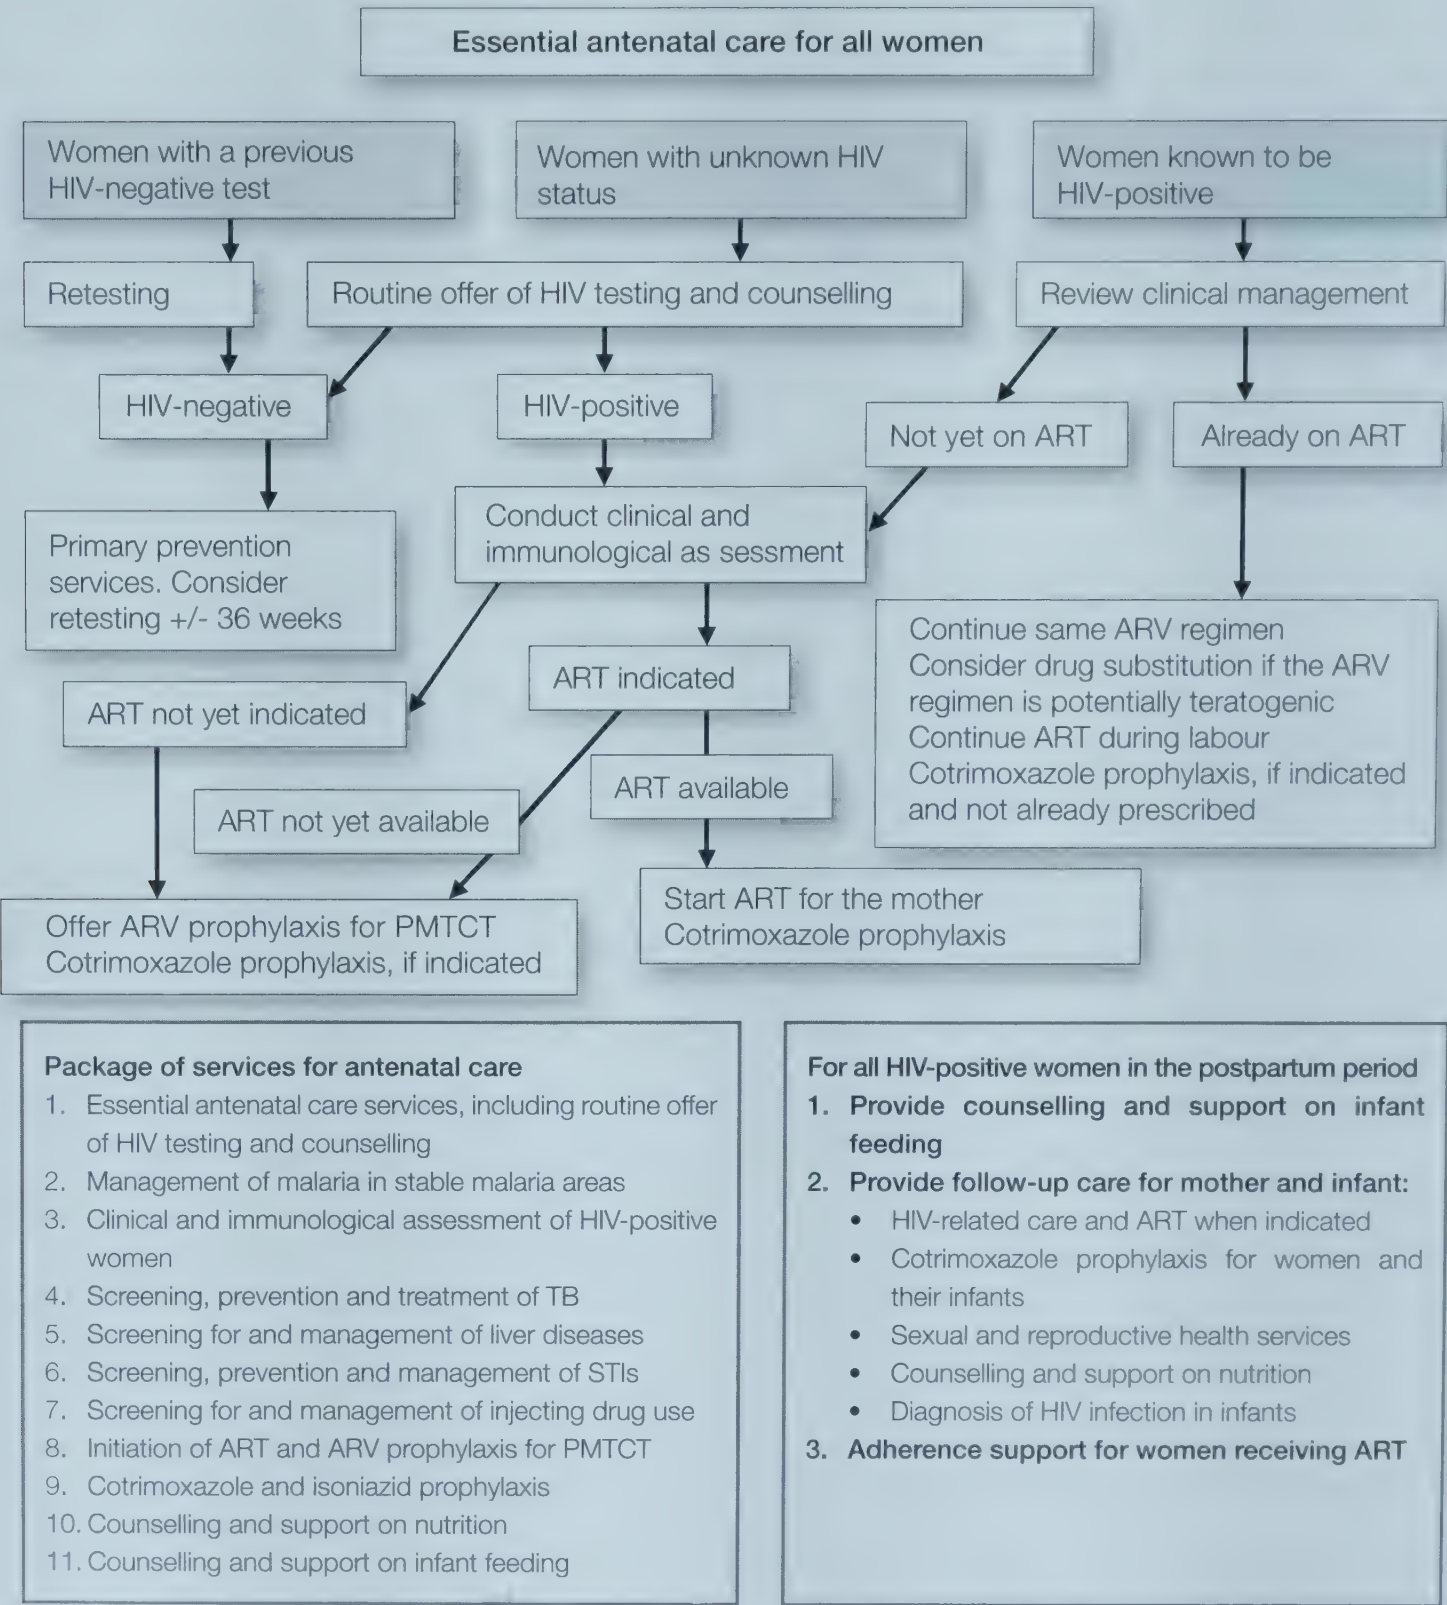 Essential antenatal care for all women
Women with a previous
HIV-negative test
Women with unknown HIV
status
Women known to be
HIV-positive
Retesting
Routine offer of HIV testing and counselling
Review clinical management
HIV-negative
HIV-positive
Not yet on ART
Already on ART
Primary prevention
services. Consider
retesting +/- 36 weeks
Conduct clinical and
immunological as sessment
Continue same ARV regimen
Consider drug substitution if the ARV
regimen is potentially teratogenic
Continue ART during labour
Cotrimoxazole prophylaxis, if indicated
and not already prescribed
ART not yet indicated
ART indicated
ART not yet available
ART available
Offer ARV prophylaxis for PMTCT
Cotrimoxazole prophylaxis, if indicated
Start ART for the mother
Cotrimoxazole prophylaxis
Package of services for antenatal care
1. Essential antenatal care services, including routine offer
of HIV testing and counselling
2. Management of malaria in stable malaria areas
3. Clinical and immunological assessment of HIV-positive
women
4. Screening, prevention and treatment of TB
5. Screening for and management of liver diseases
6. Screening, prevention and management of STIs
7. Screening for and management of injecting drug use
8. Initiation of ART and ARV prophylaxis for PMTCT
9. Cotrimoxazole and isoniazid prophylaxis
10. Counselling and support on nutrition
11. Counselling and support on infant feeding
For all HIV-positive women in the postpartum period
1. Provide counselling and support on infant
feeding
2. Provide follow-up care for mother and infant:
• HIV-related care and ART when indicated
• Cotrimoxazole prophylaxis for women and
their infants
• Sexual and reproductive health services
• Counselling and support on nutrition
• Diagnosis of HIV infection in infants
3. Adherence support for women receiving ART